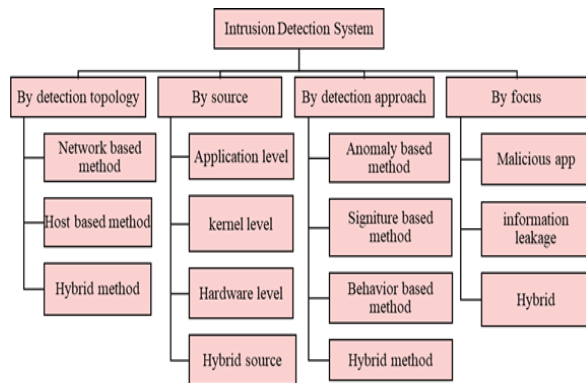 Intrusion Detection System
By detection topology
Network based
method
Host based method
Hybrid method
By source
Application level
kernel level
Hardware level
Hybrid source
By detection approach
Anomaly based
method
Signiture based
method
Behavior based
method
Hybrid method
By focus
Malicious app
information
leakage
Hybrid